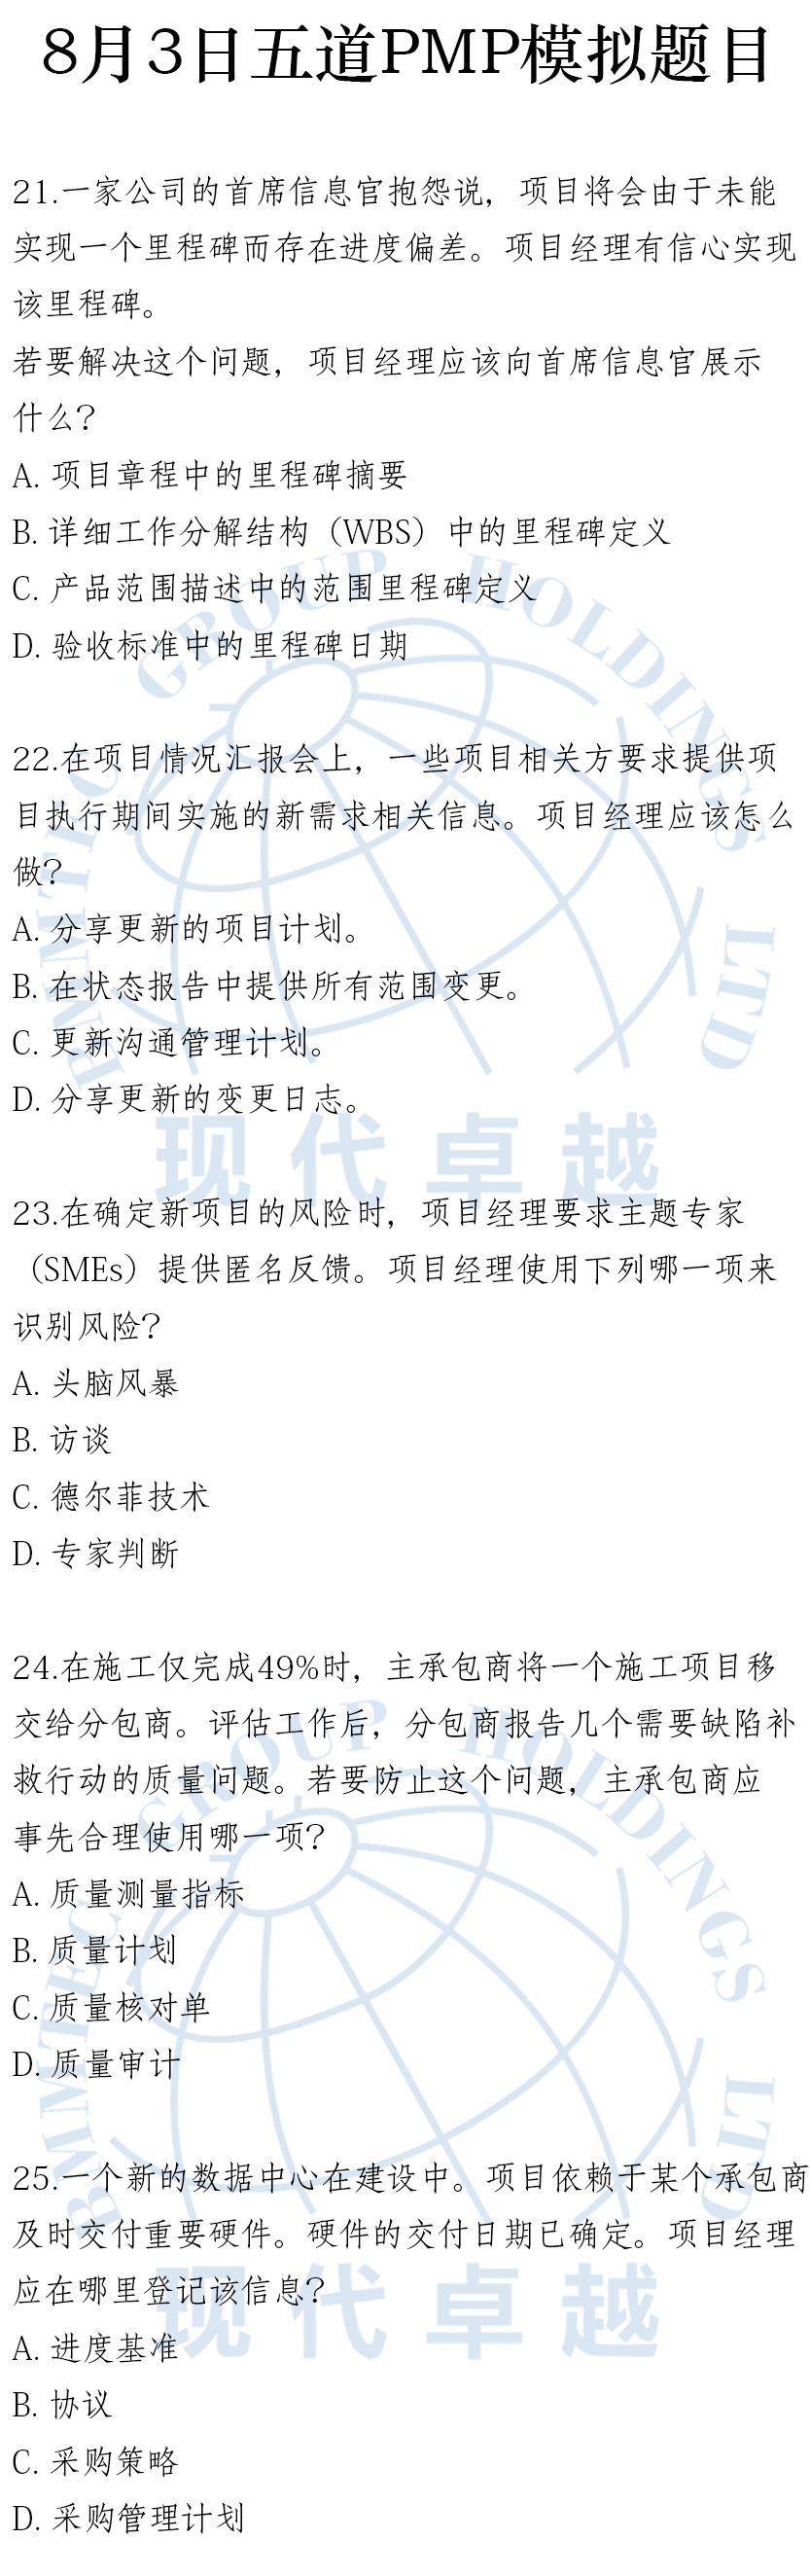 8月3日五道PMP模拟题目
21.一家公司的首席信息官抱怨说，项目将会由于未能
实现一个里程碑而存在进度偏差。项目经理有信心实现
该里程碑。
若要解决这个问题，项目经理应该向首席信息官展示
什么？
A. 项目章程中的里程碑摘要
B. 详细工作分解结构（WBS）中的里程碑定义
C. 产品范围描述中的范围里程碑定义
D. 验收标准中的里程碑日期
22.在项目情况汇报会上，一些项目相关方要求提供项
目执行期间实施的新需求相关信息。项目经理应该怎么
做？
A. 分享更新的项目计划。
B. 在状态报告中提供所有范围变更。
C. 更新沟通管理计划。
D. 分享更新的变更日志。
23.在确定新项目的风险时，项目经理要求主题专家
（SMEs）提供匿名反馈。项目经理使用下列哪一项来
识别风险？
A. 头脑风暴
B. 访谈
C. 德尔菲技术
D. 专家判断
24.在施工仅完成49%时，主承包商将一个施工项目移
交给分包商。评估工作后，分包商报告几个需要缺陷补
救行动的质量问题。若要防止这个问题，主承包商应
事先合理使用哪一项？
A. 质量测量指标
B. 质量计划
C. 质量核对单
D. 质量审计
25.一个新的数据中心在建设中。项目依赖于某个承包商
及时交付重要硬件。硬件的交付日期已确定。项目经理
应在哪里登记该信息？
A. 进度基准
B. 协议
C. 采购策略
D. 采购管理计划
BMMTEC GROUP HOLDINGS LTD
现代卓越
BMMTEC GROUP HOLDINGS LTD
现代卓越